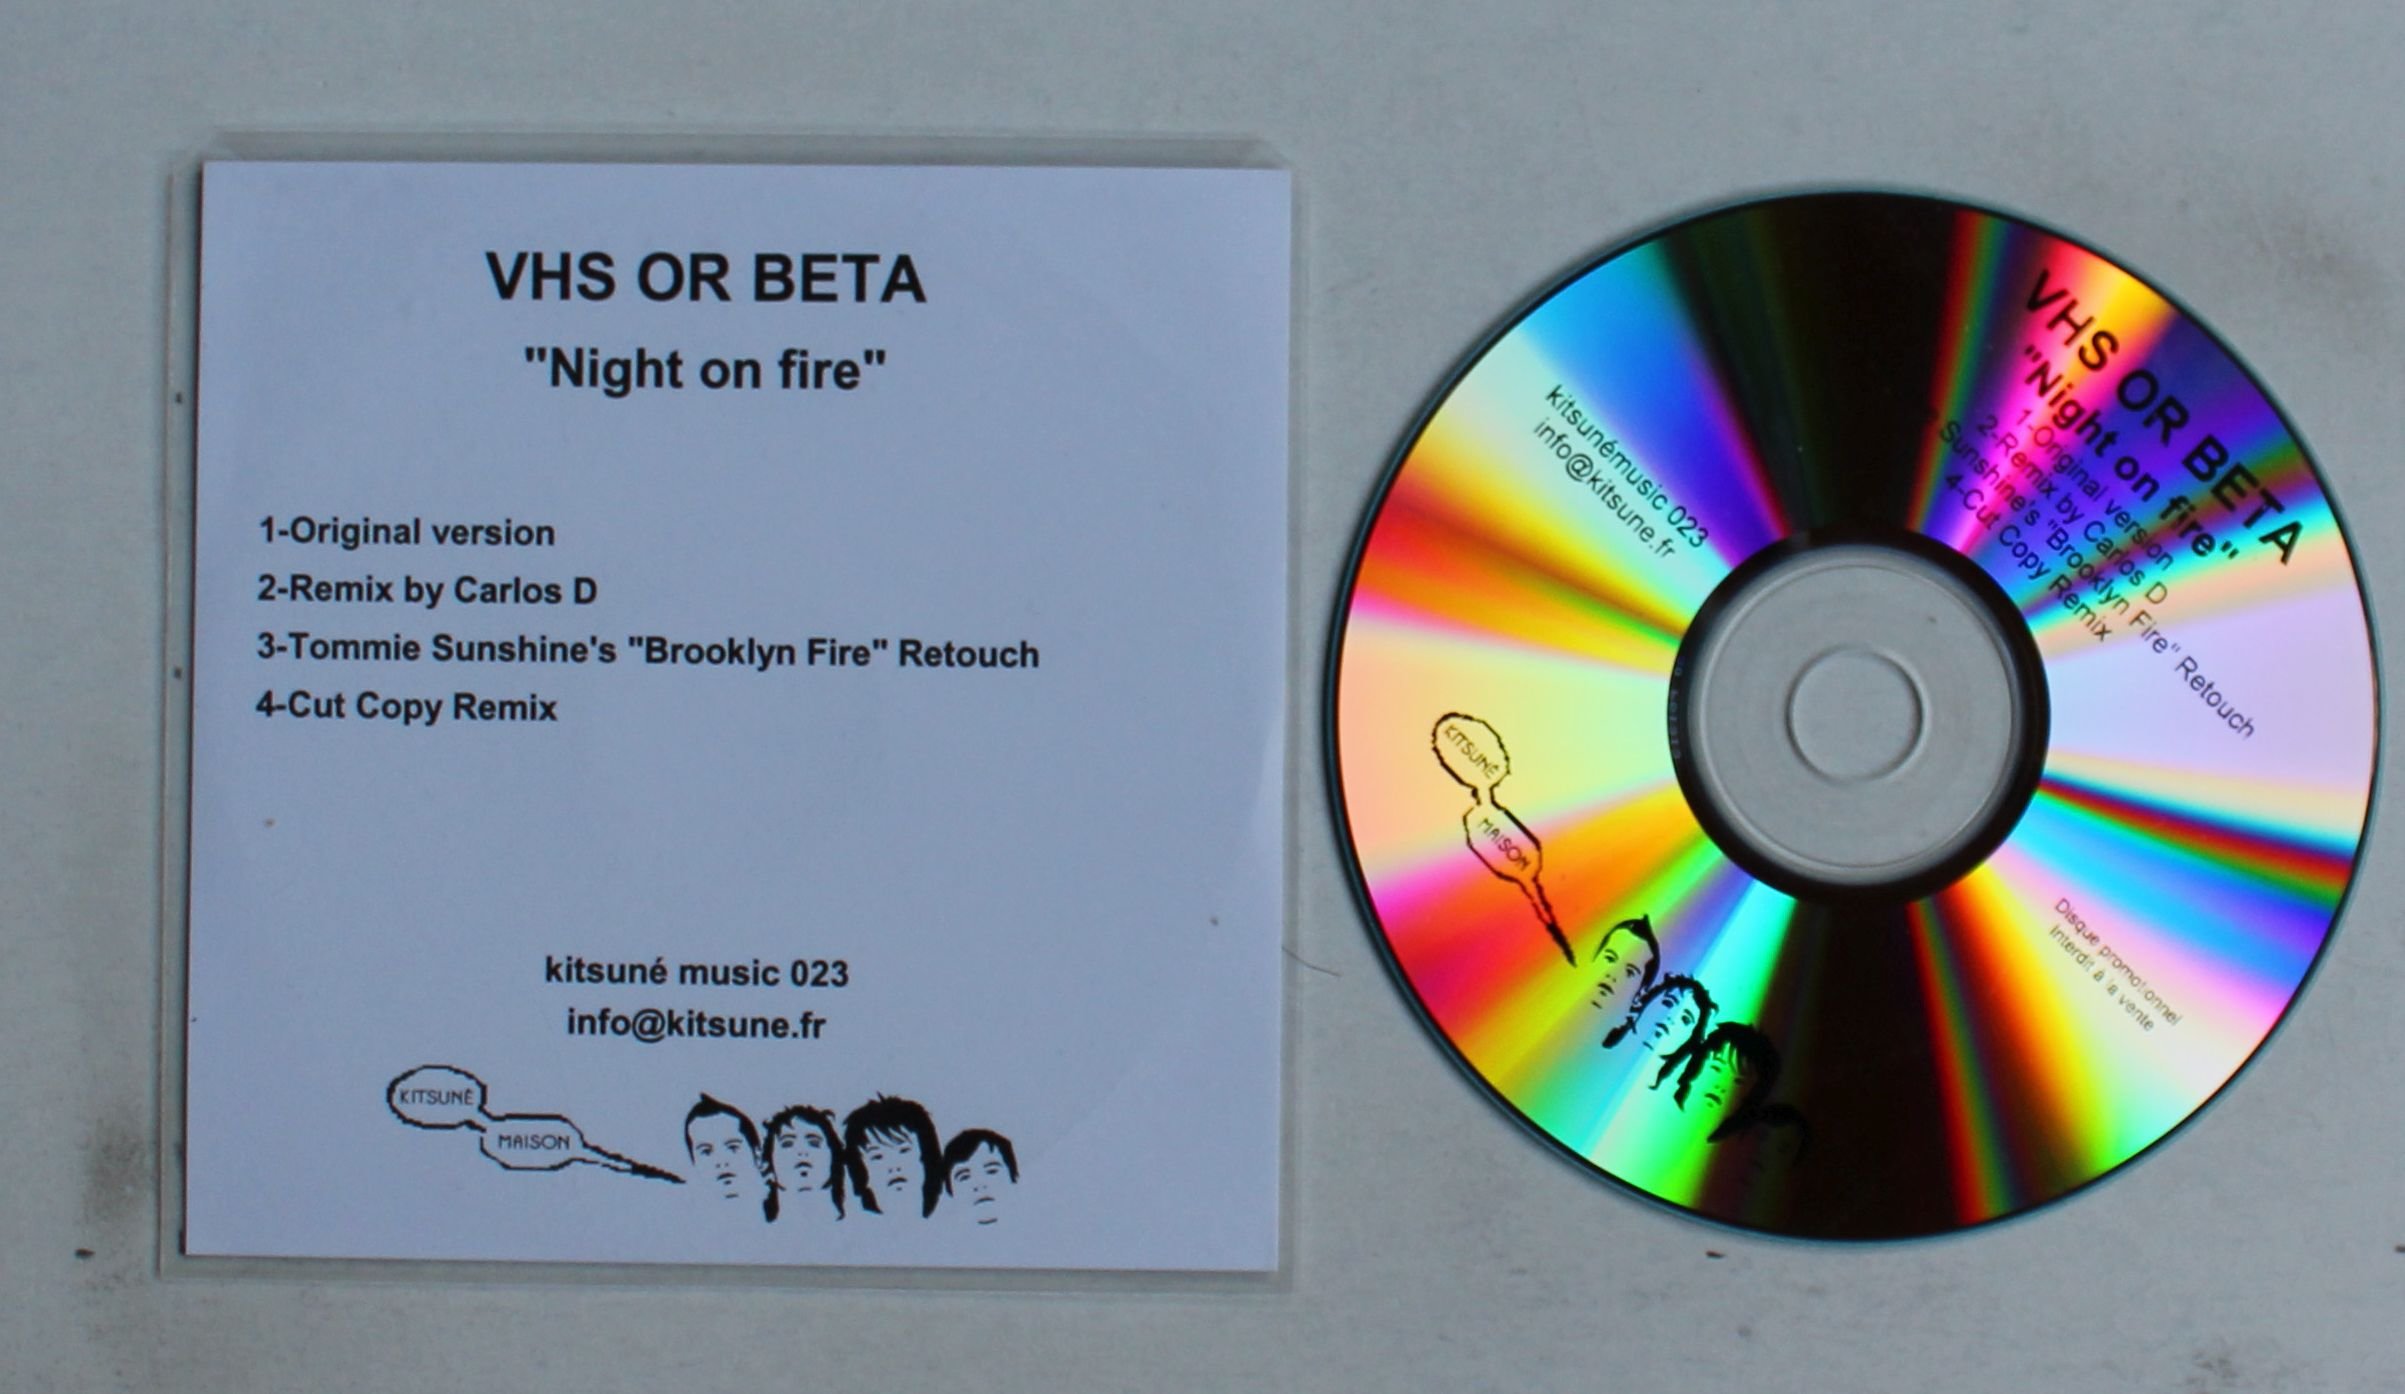 VHS OR BETA
"Night on fire"
1-Original version
2-Remix by Carlos D
3-Tommie Sunshine's "Brooklyn Fire" Retouch
4-Cut Copy Remix
kitsuné music 023
info@kitsune.fr
KITSUNÉ
MAISON
VHS OR BETA
"Night on fire"
1-Original version
2-Remix by Carlos D
Sunshine's "Brooklyn Fire" Retouch
4-Cut Copy Remix
kitsunémusic 023
info@kitsune.fr
KITSUNÉ
MAISON
Disque promotionnel
Interdit à la vente